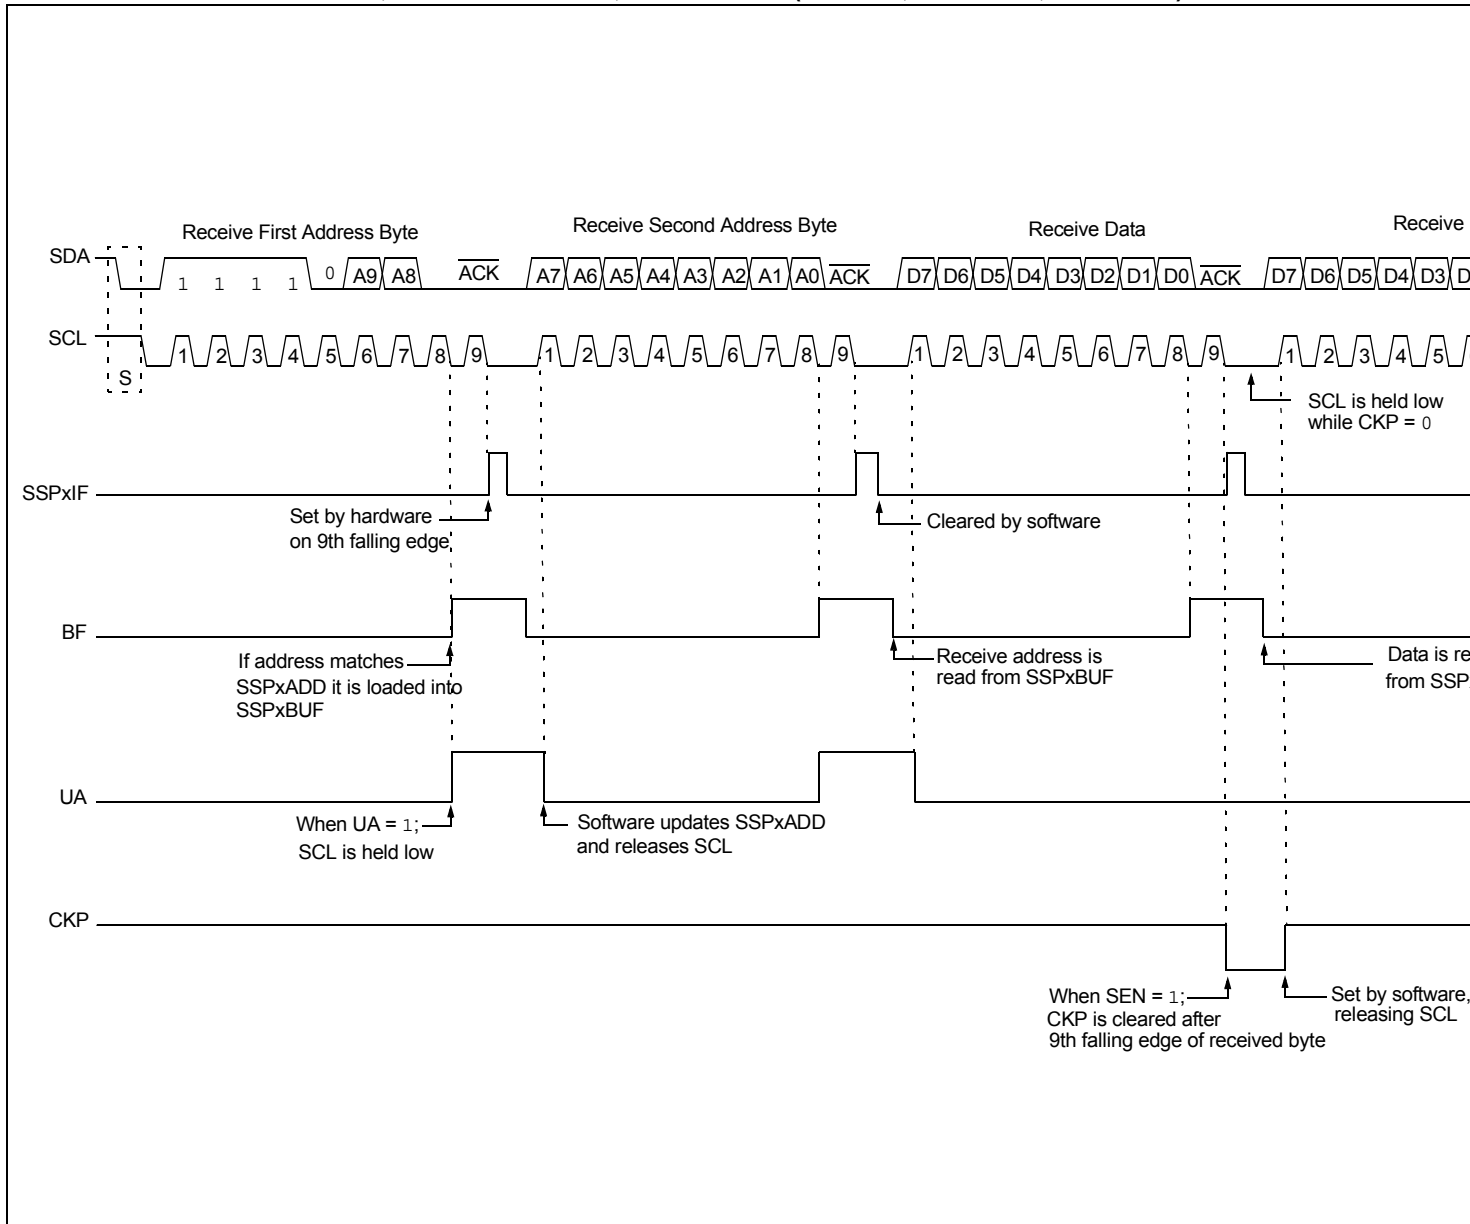 Receive First Address Byte
Receive Second Address Byte
Receive Data
Receive
SDA
1 1 1 1 0 A9 A8 ACK A7 A6 A5 A4 A3 A2 A1 A0 ACK D7 D6 D5 D4 D3 D2 D1 D0 ACK D7 D6 D5 D4 D3
SCL
S
1 2 3 4 5 6 7 8 9 1 2 3 4 5 6 7 8 9 1 2 3 4 5 6 7 8 9 1 2 3 4 5
SCL is held low
while CKP = 0
SSPxIF
Set by hardware
on 9th falling edge
Cleared by software
BF
If address matches
SSPxADD it is loaded into
SSPxBUF
Receive address is
read from SSPxBUF
Data is
from
UA
When UA = 1;
SCL is held low
Software updates SSPxADD
and releases SCL
CKP
When SEN = 1;
CKP is cleared after
9th falling edge of received byte
Set by software,
releasing SCL